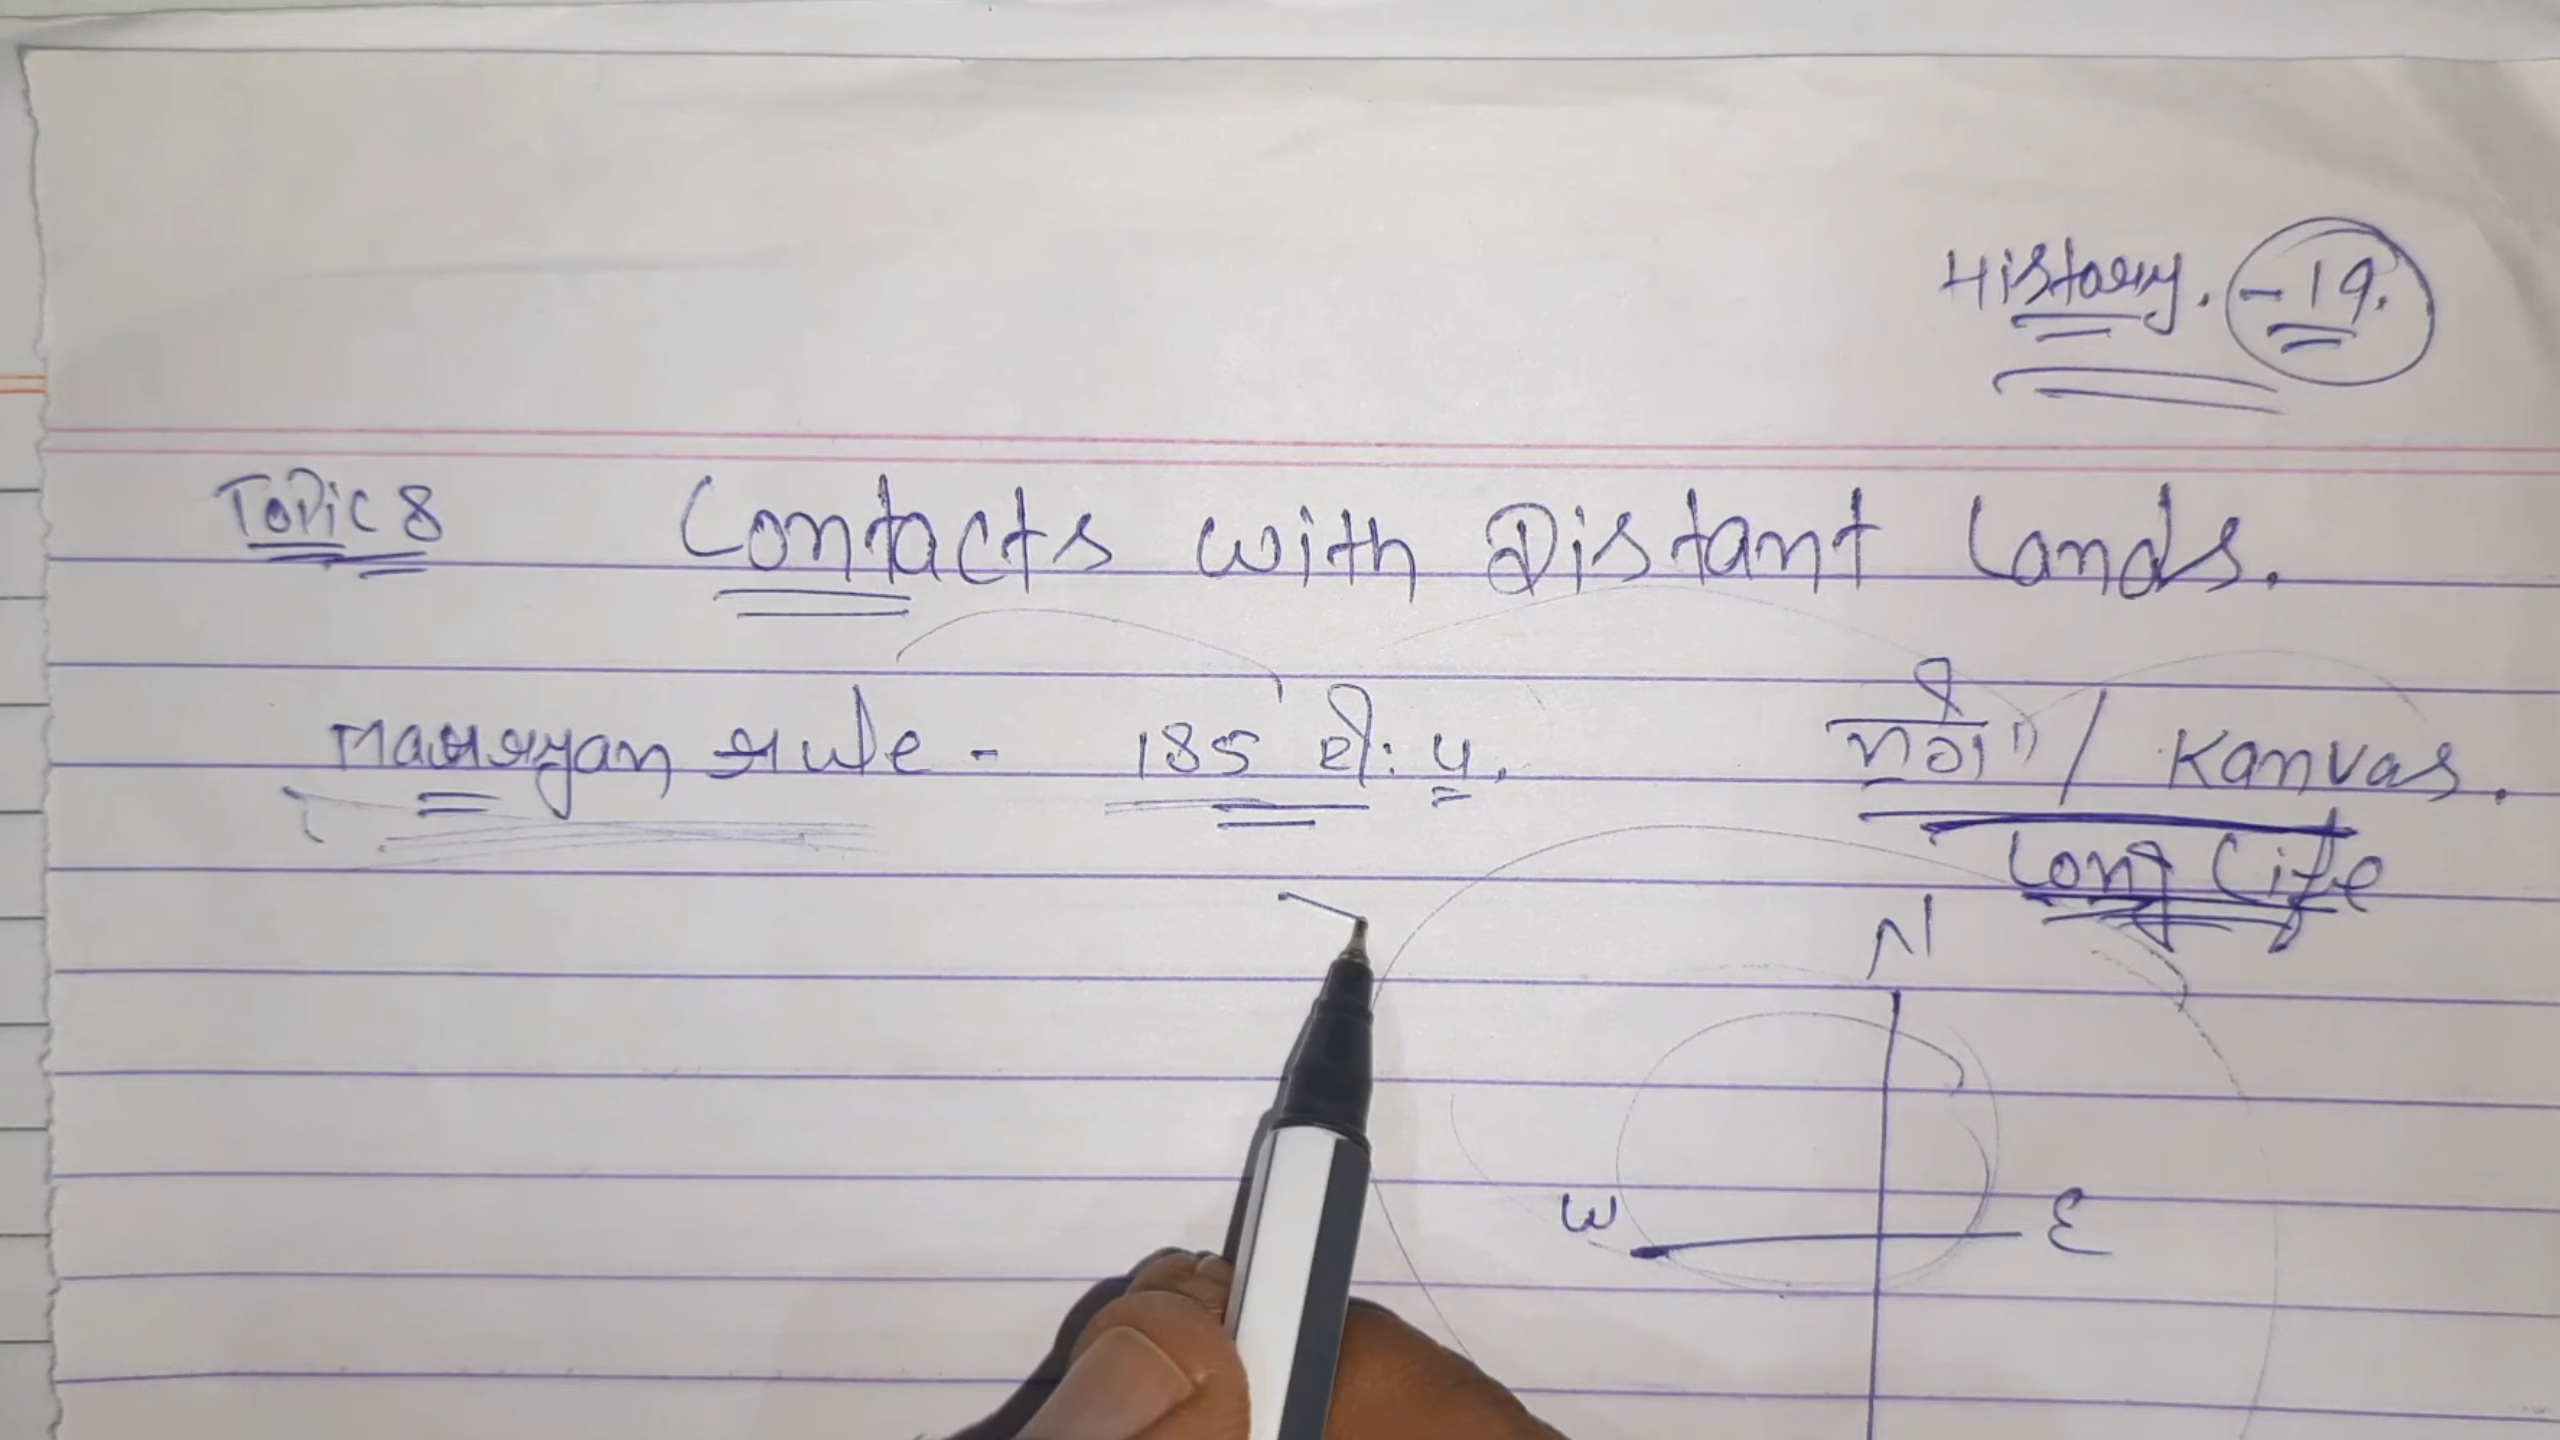 History. - 19.
Topic 8 Contacts with Distant Lands.
Mauryan rule - 185 ई. पू. / Kanvas.
Long Life
N
W E